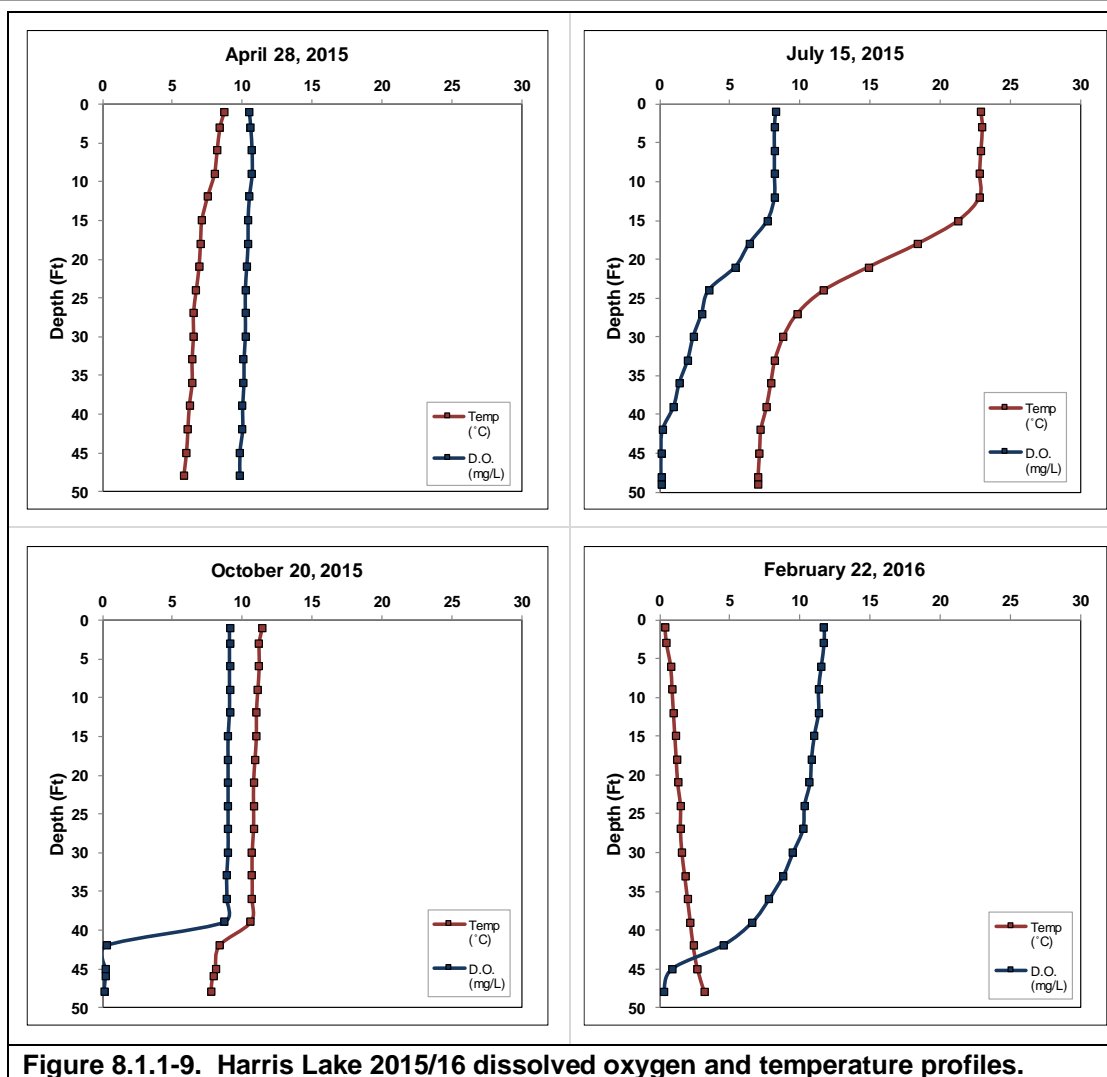 April 28, 2015
0 5 10 15 20 25 30
0
5
10
15
20
25
30
35
40
45
50
Depth (Ft)
Temp
(˚C)
D.O.
(mg/L)
July 15, 2015
0 5 10 15 20 25 30
0
5
10
15
20
25
30
35
40
45
50
Depth (Ft)
Temp
(˚C)
D.O.
(mg/L)
October 20, 2015
0 5 10 15 20 25 30
0
5
10
15
20
25
30
35
40
45
50
Depth (Ft)
Temp
(˚C)
D.O.
(mg/L)
February 22, 2016
0 5 10 15 20 25 30
0
5
10
15
20
25
30
35
40
45
50
Depth (Ft)
Temp
(˚C)
D.O.
(mg/L)
Figure 8.1.1-9. Harris Lake 2015/16 dissolved oxygen and temperature profiles.